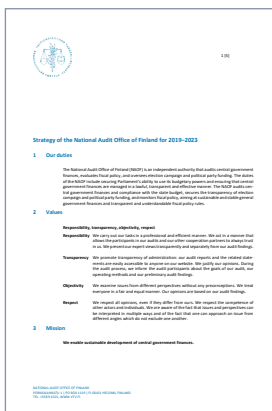 1 (6)
Strategy of the National Audit Office of Finland for 2019–2023
1 Our duties
The National Audit Office of Finland (NAOF) is an independent authority that audits central government
finances, evaluates fiscal policy, and oversees election campaign and political party funding. The duties
of the NAOF include securing Parliament's ability to use its budgetary powers and ensuring that central
government finances are managed in a lawful, transparent and effective manner. The NAOF audits cen-
tral government finances and compliance with the state budget, secures the transparency of election
campaign and political party funding, and monitors fiscal policy, aiming at sustainable and stable general
government finances and transparent and understandable fiscal policy rules.
2 Values
Responsibility, transparency, objectivity, respect
Responsibility We carry out our tasks in a professional and efficient manner. We act in a manner that
allows the participants in our audits and our other cooperation partners to always trust
in us. We present our expert views transparently and separately from our audit findings.
Transparency We promote transparency of administration: our audit reports and the related state-
ments are easily accessible to anyone on our website. We justify our opinions. During
the audit process, we inform the audit participants about the goals of our audit, our
operating methods and our preliminary audit findings.
Objectivity We examine issues from different perspectives without any preconceptions. We treat
everyone in a fair and equal manner. Our opinions are based on our audit findings.
Respect We respect all opinions, even if they differ from ours. We respect the competence of
other actors and individuals. We are aware of the fact that issues and perspectives can
be interpreted in multiple ways and of the fact that one can approach an issue from
different angles which do not exclude one another.
3 Mission
We enable sustainable development of central government finances.
NATIONAL AUDIT OFFICE OF FINLAND